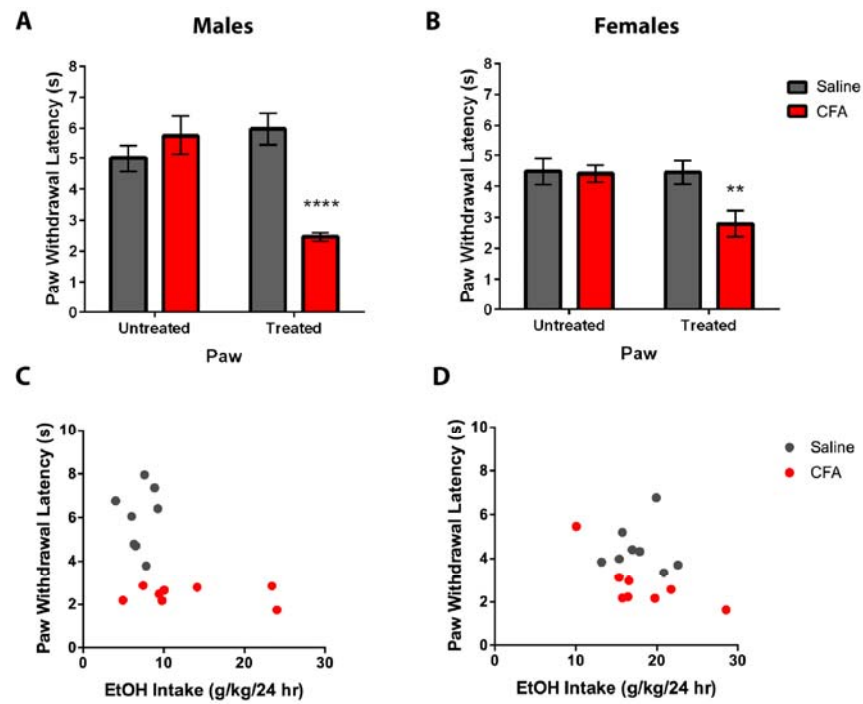 A
Males
Paw Withdrawal Latency (s)
8
7
6
5
4
3
2
1
0
****
Untreated
Treated
Paw
B
Females
Paw Withdrawal Latency (s)
8
7
6
5
4
3
2
1
0
**
Untreated
Treated
Paw
Saline
CFA
C
Paw Withdrawal Latency (s)
10
8
6
4
2
0
0
10
20
30
EtOH Intake (g/kg/24 hr)
D
Paw Withdrawal Latency (s)
10
8
6
4
2
0
0
10
20
30
EtOH Intake (g/kg/24 hr)
Saline
CFA